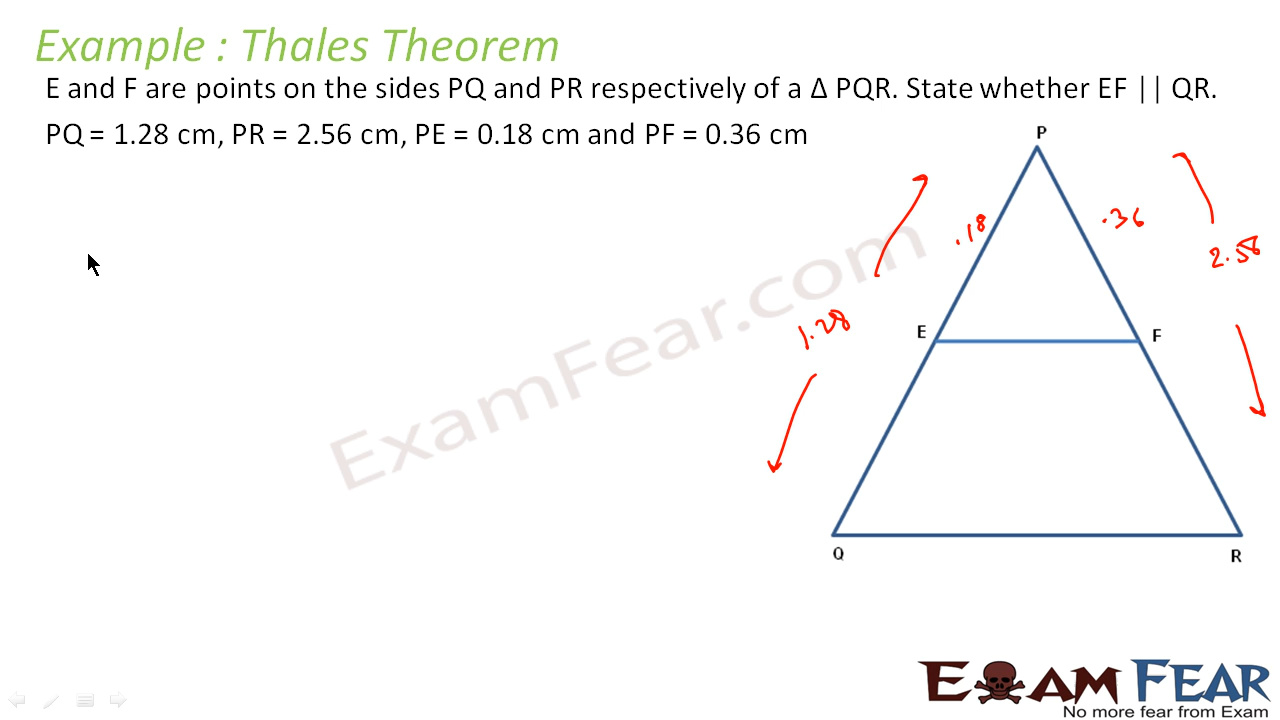 Example : Thales Theorem
E and F are points on the sides PQ and PR respectively of a Δ PQR. State whether EF || QR.
PQ = 1.28 cm, PR = 2.56 cm, PE = 0.18 cm and PF = 0.36 cm
P
.18
.36
2.58
1.28
E
F
ExamFear.com
Q
R
EXAM FEAR
No more fear from Exam